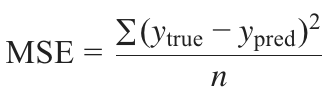 MSE = Σ(y_true − y_pred)² / n